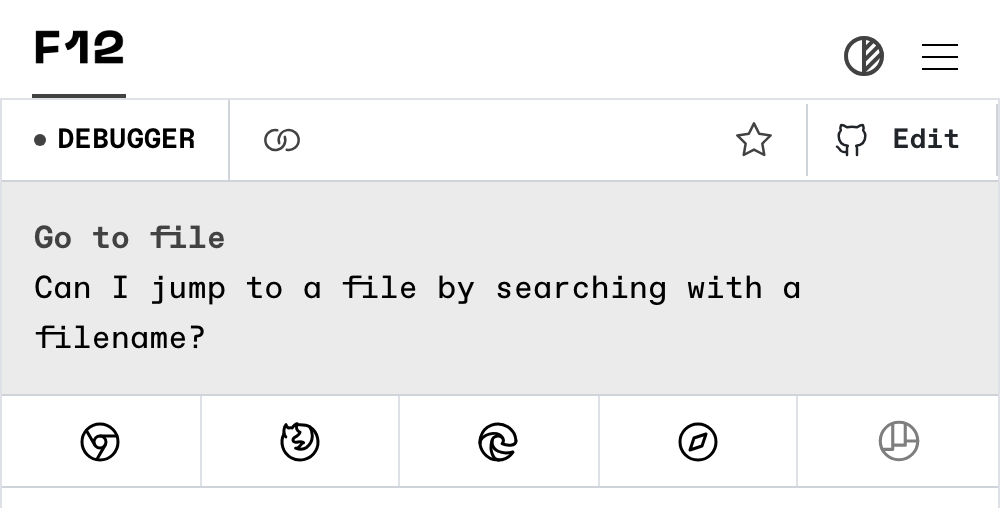 F12
DEBUGGER
Edit
Go to file
Can I jump to a file by searching with a
filename?